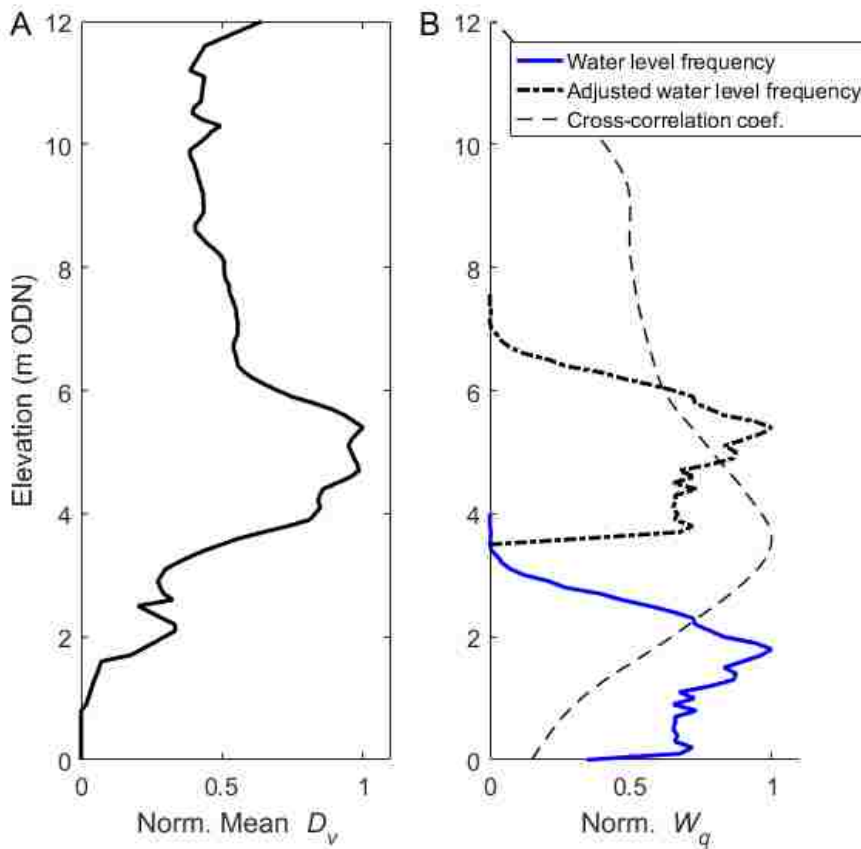 A
12
10
8
6
4
2
0
Elevation (m ODN)
0
0.5
1
Norm. Mean D_v
B
Water level frequency
Adjusted water level frequency
Cross-correlation coef.
12
10
8
6
4
2
0
0
0.5
1
Norm. W_q